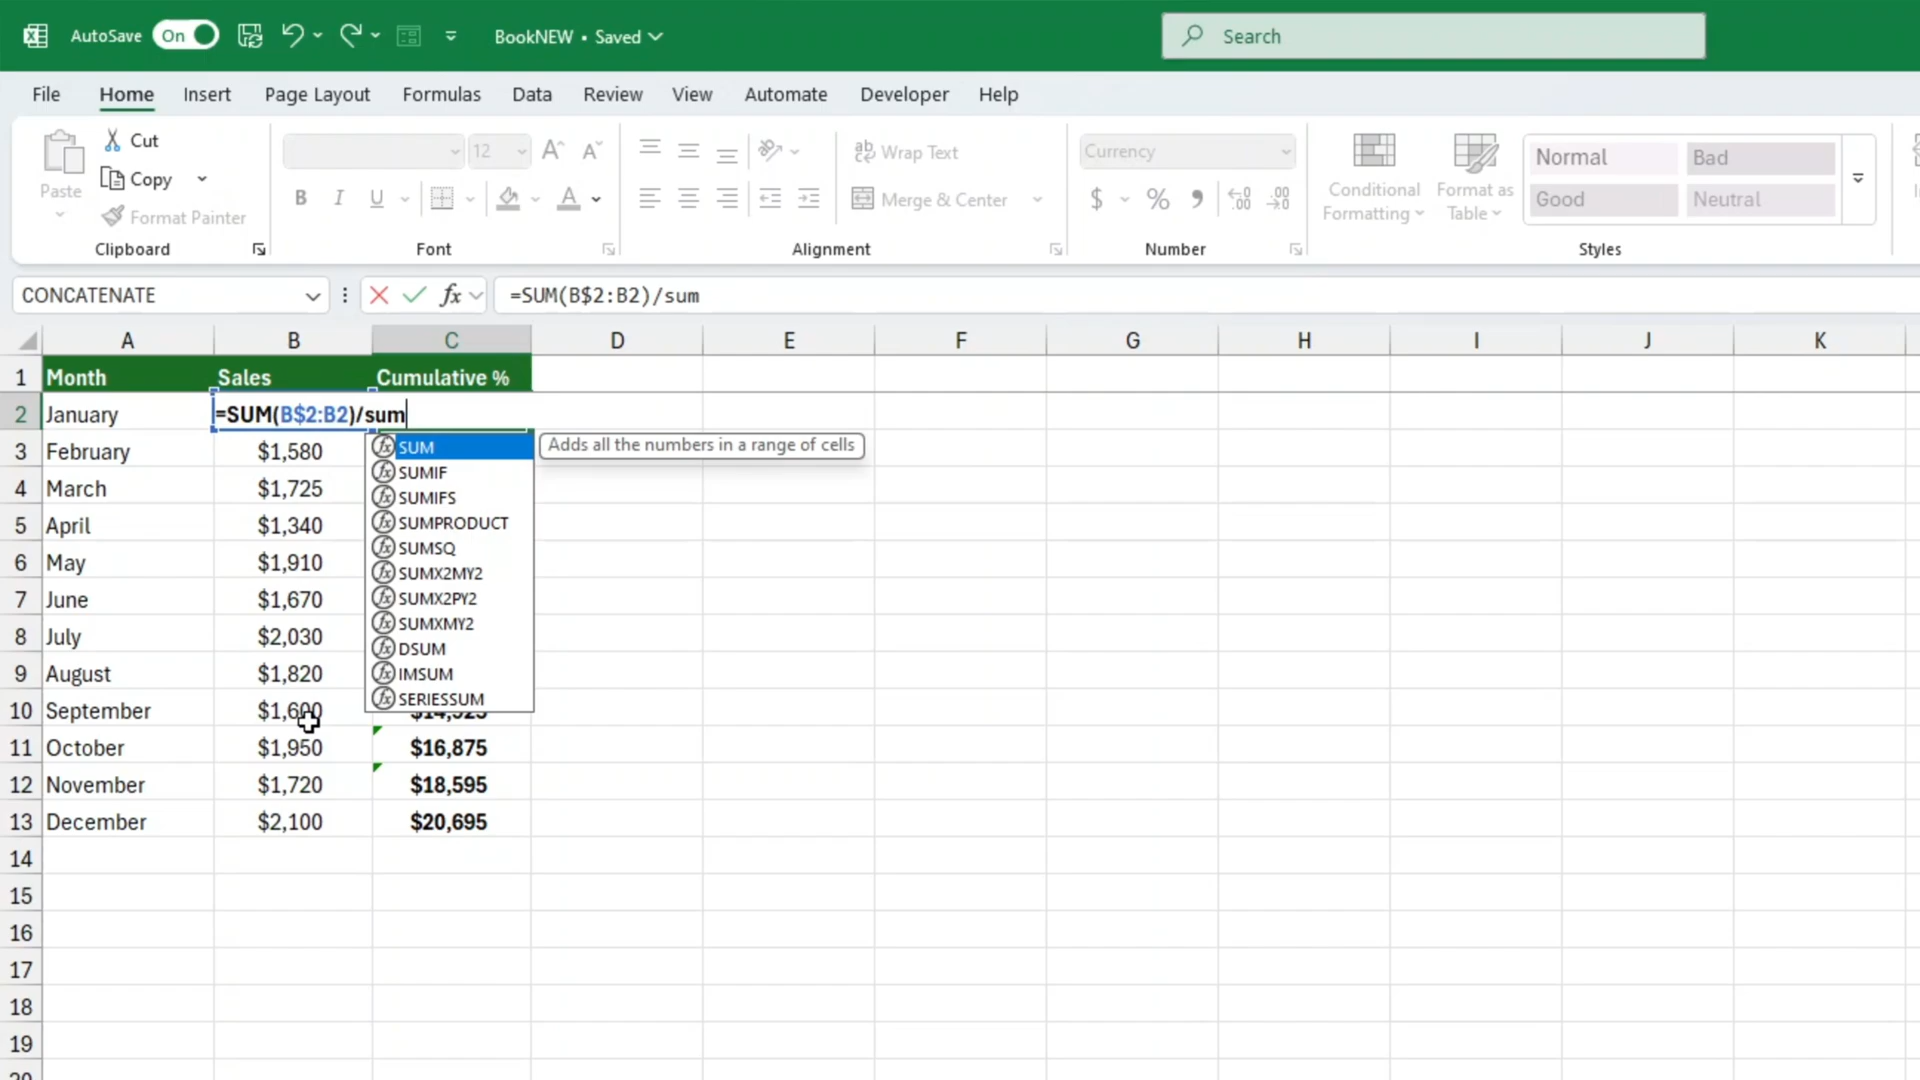 AutoSave On BookNEW • Saved Search
File Home Insert Page Layout Formulas Data Review View Automate Developer Help
Paste
Cut
Copy
Format Painter
Clipboard
12
B I U
Font
Wrap Text
Merge & Center
Alignment
Currency
$ % 9
Number
Conditional Formatting
Format as Table
Normal Bad
Good Neutral
Styles
CONCATENATE fx =SUM(B$2:B2)/sum
A B C D E F G H I J K
1 Month Sales Cumulative %
2 January =SUM(B$2:B2)/sum
3 February $1,580
4 March $1,725
5 April $1,340
6 May $1,910
7 June $1,670
8 July $2,030
9 August $1,820
10 September $1,600
11 October $1,950 $16,875
12 November $1,720 $18,595
13 December $2,100 $20,695
14
15
16
17
18
19
SUM Adds all the numbers in a range of cells
SUMIF
SUMIFS
SUMPRODUCT
SUMSQ
SUMX2MY2
SUMX2PY2
SUMXMY2
DSUM
IMSUM
SERIESSUM